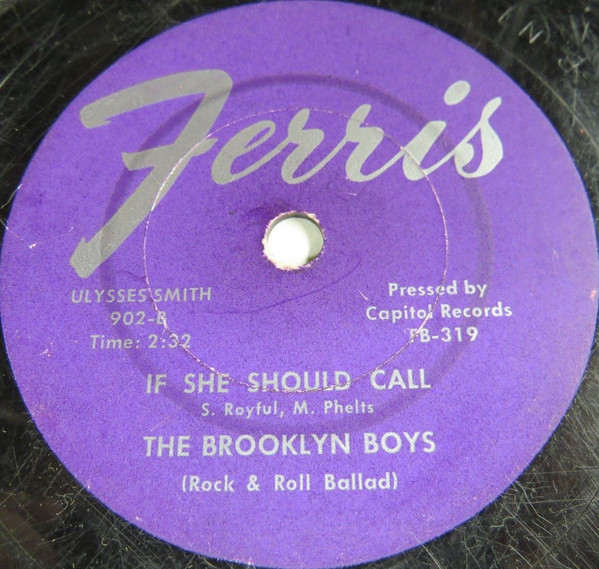 Ferris
ULYSSES SMITH
902-B
Time: 2:32
Pressed by
Capitol Records
FB-319
IF SHE SHOULD CALL
S. Royful, M. Phelts
THE BROOKLYN BOYS
(Rock & Roll Ballad)